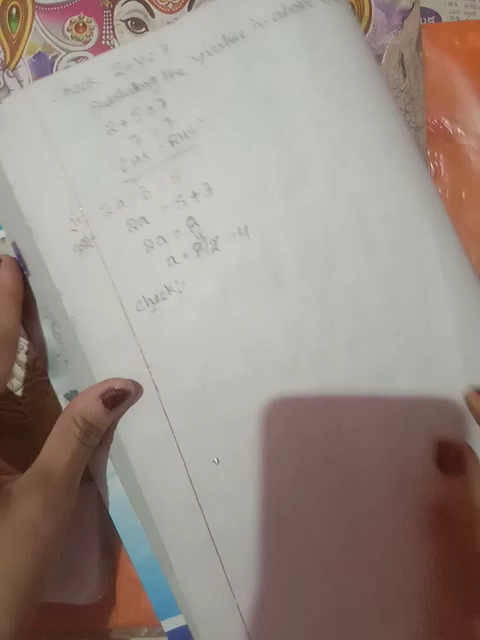 check
Substituting the value in above
2 + 5 = 7
7 = 7
LHS = RHS
2a - 3 = 5
2a = 5 + 3
2a = 8
a = 8/2 = 4
check:-